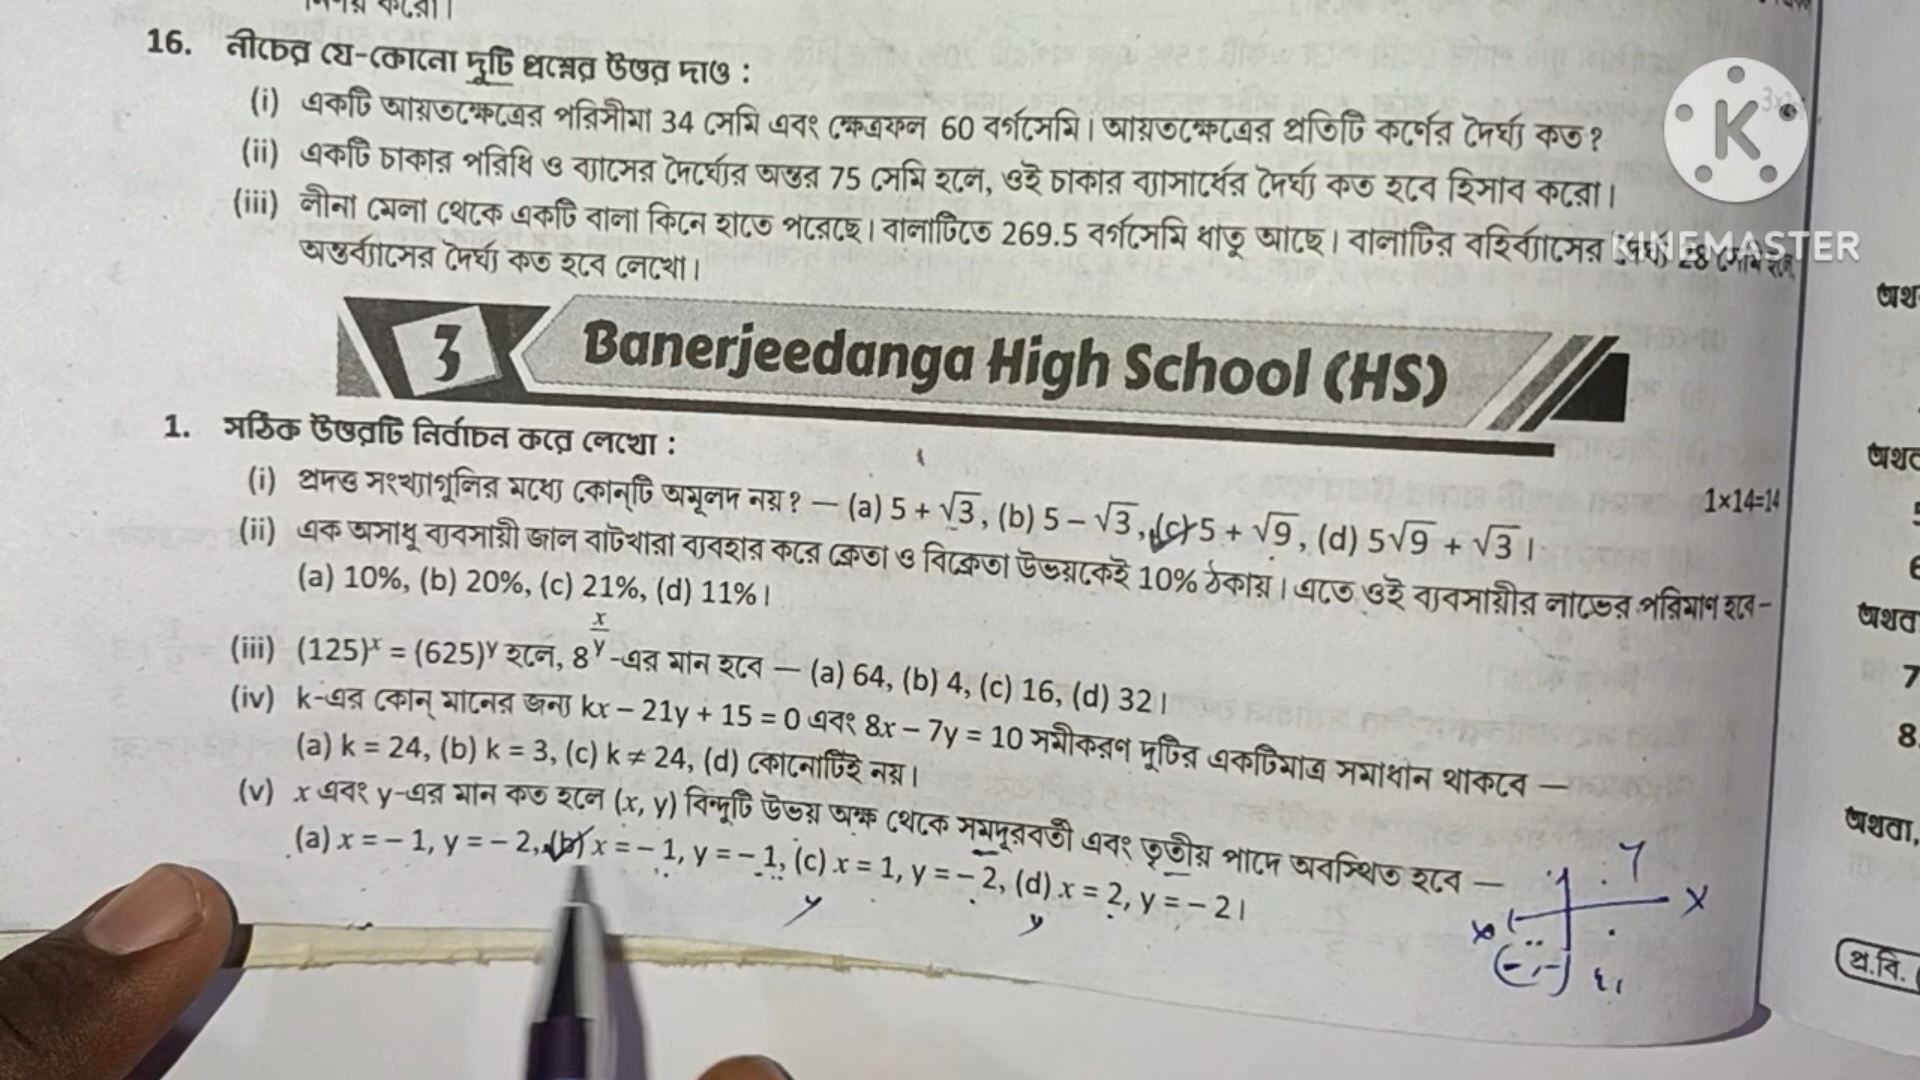 করো।
16. নীচের যে-কোনো দুটি প্রশ্নের উত্তর দাও :
(i) একটি আয়তক্ষেত্রের পরিসীমা 34 সেমি এবং ক্ষেত্রফল 60 বর্গসেমি। আয়তক্ষেত্রের প্রতিটি কর্ণের দৈর্ঘ্য কত?
(ii) একটি চাকার পরিধি ও ব্যাসের দৈর্ঘ্যের অন্তর 75 সেমি হলে, ওই চাকার ব্যাসার্ধের দৈর্ঘ্য কত হবে হিসাব করো।
(iii) লীনা মেলা থেকে একটি বালা কিনে হাতে পরেছে। বালাটিতে 269.5 বর্গসেমি ধাতু আছে। বালাটির বহির্ব্যাসের দৈর্ঘ্য 28 সেমি হলে
অন্তর্ব্যাসের দৈর্ঘ্য কত হবে লেখো।
K
KINEMASTER
3 Banerjeedanga High School (HS)
1. সঠিক উত্তরটি নির্বাচন করে লেখো :
1×14=14
(i) প্রদত্ত সংখ্যাগুলির মধ্যে কোন্‌টি অমূলদ নয়? — (a) 5 + √3, (b) 5 – √3, (c) 5 + √9, (d) 5√9 + √3।
(ii) এক অসাধু ব্যবসায়ী জাল বাটখারা ব্যবহার করে ক্রেতা ও বিক্রেতা উভয়কেই 10% ঠকায়। এতে ওই ব্যবসায়ীর লাভের পরিমাণ হবে–
(a) 10%, (b) 20%, (c) 21%, (d) 11%।
(iii) (125)ˣ = (625)ʸ হলে, 8^(x/y)-এর মান হবে — (a) 64, (b) 4, (c) 16, (d) 32।
(iv) k-এর কোন্ মানের জন্য kx – 21y + 15 = 0 এবং 8x – 7y = 10 সমীকরণ দুটির একটিমাত্র সমাধান থাকবে —
(a) k = 24, (b) k = 3, (c) k ≠ 24, (d) কোনোটিই নয়।
(v) x এবং y-এর মান কত হলে (x, y) বিন্দুটি উভয় অক্ষ থেকে সমদূরবর্তী এবং তৃতীয় পাদে অবস্থিত হবে —
(a) x = – 1, y = – 2, (b) x = – 1, y = – 1, (c) x = 1, y = – 2, (d) x = 2, y = – 2।
y
y
X
(-,-)
অথবা,
7
8.
প্র.বি.